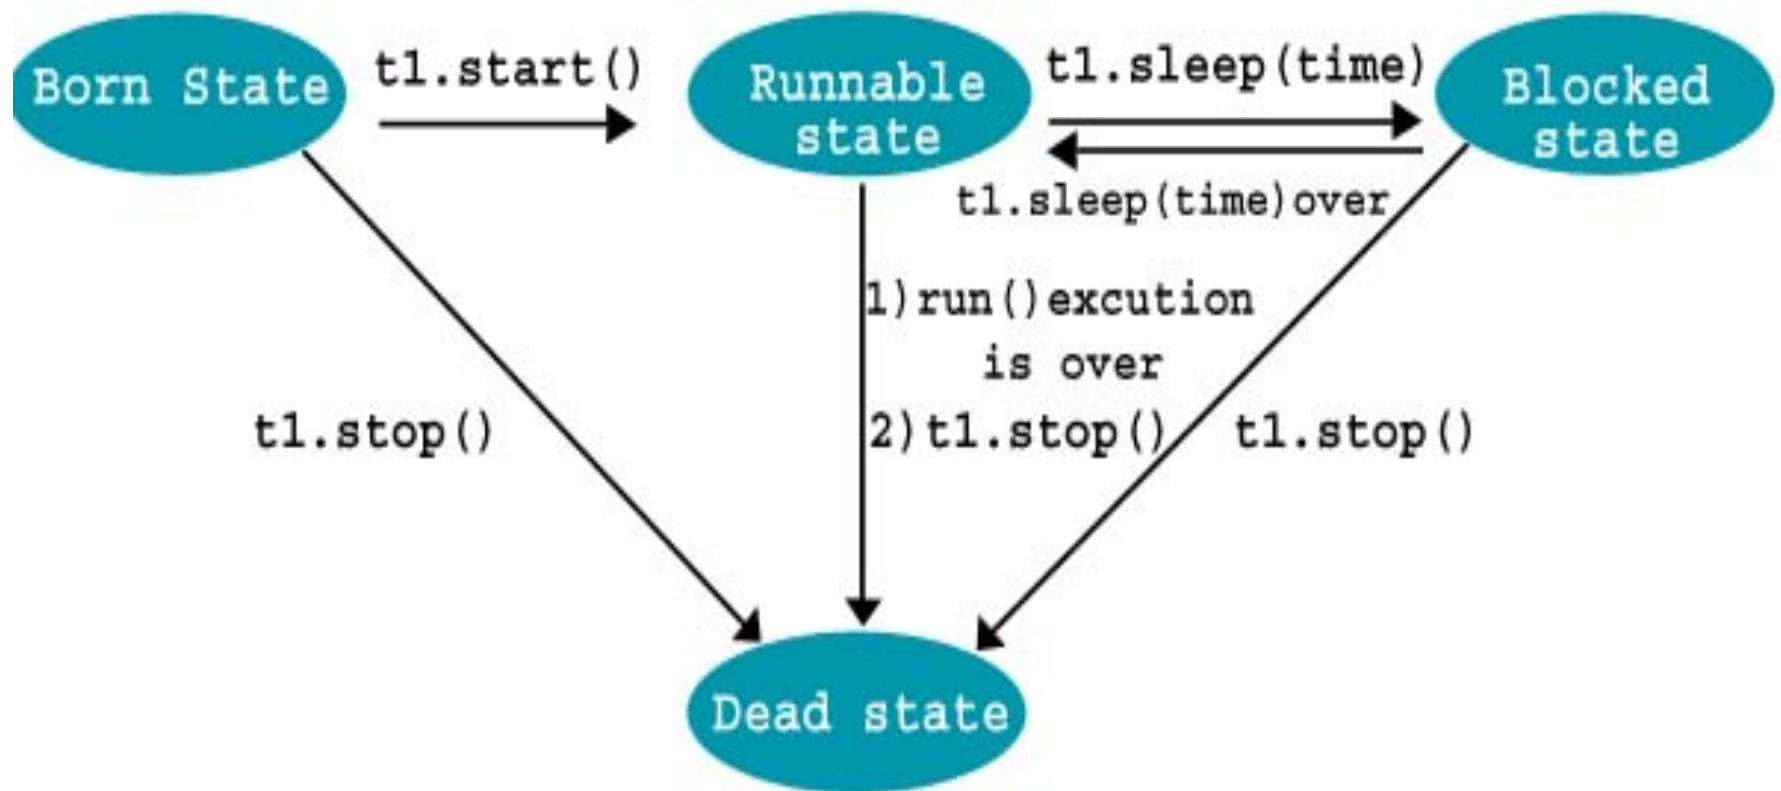 Born State
t1.start()
Runnable
state
t1.sleep(time)
Blocked
state
t1.sleep(time)over
1)run()excution
is over
2)t1.stop()
t1.stop()
t1.stop()
Dead state